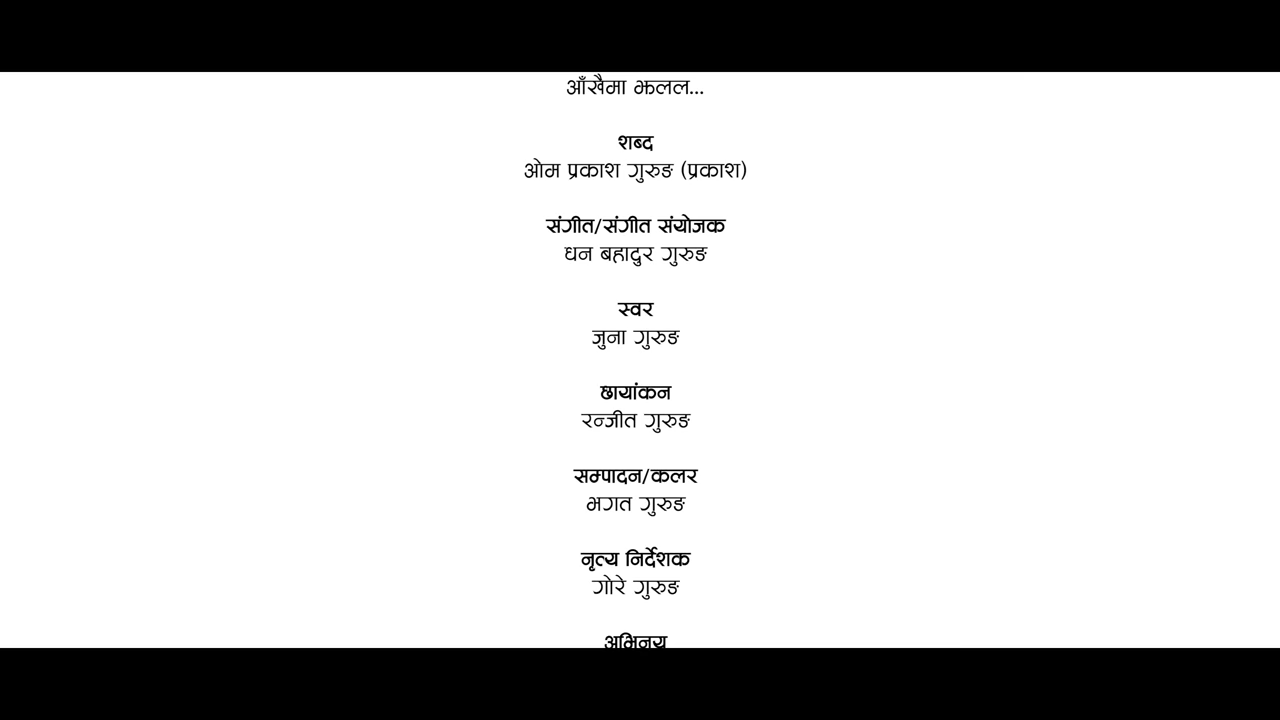 आँखैमा झलल...
शब्द
ओम प्रकाश गुरुङ (प्रकाश)
संगीत/संगीत संयोजक
धन बहादुर गुरुङ
स्वर
जुना गुरुङ
छायांकन
रन्जीत गुरुङ
सम्पादन/कलर
भगत गुरुङ
नृत्य निर्देशक
गोरे गुरुङ
अभिनय